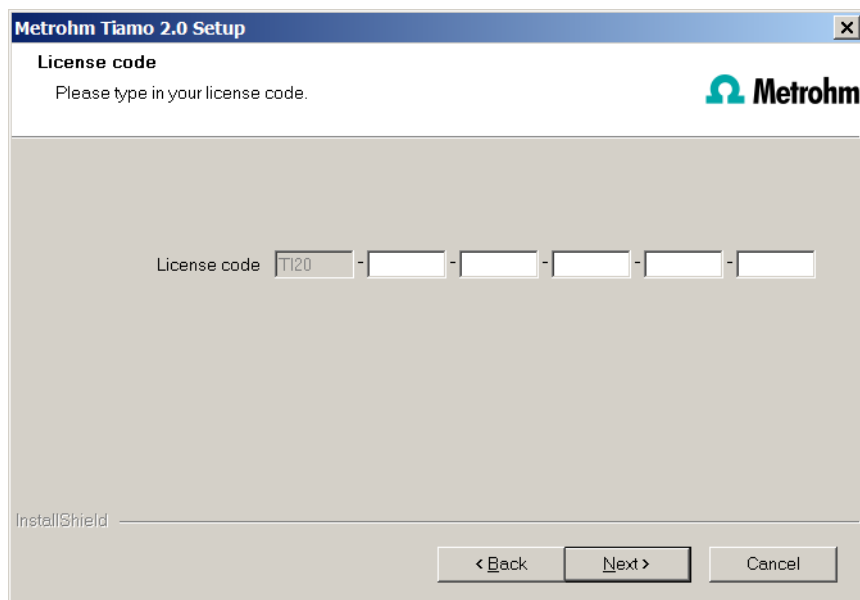 Metrohm Tiamo 2.0 Setup
License code
Please type in your license code.
Metrohm
License code TI20 - - - - -
InstallShield
< Back Next > Cancel